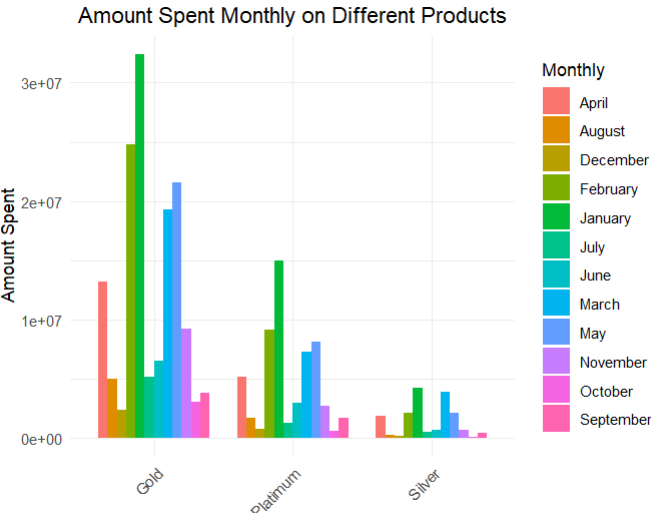 Amount Spent Monthly on Different Products
Amount Spent
3e+07
2e+07
1e+07
0e+00
Gold
Platimum
Silver
Monthly
April
August
December
February
January
July
June
March
May
November
October
September